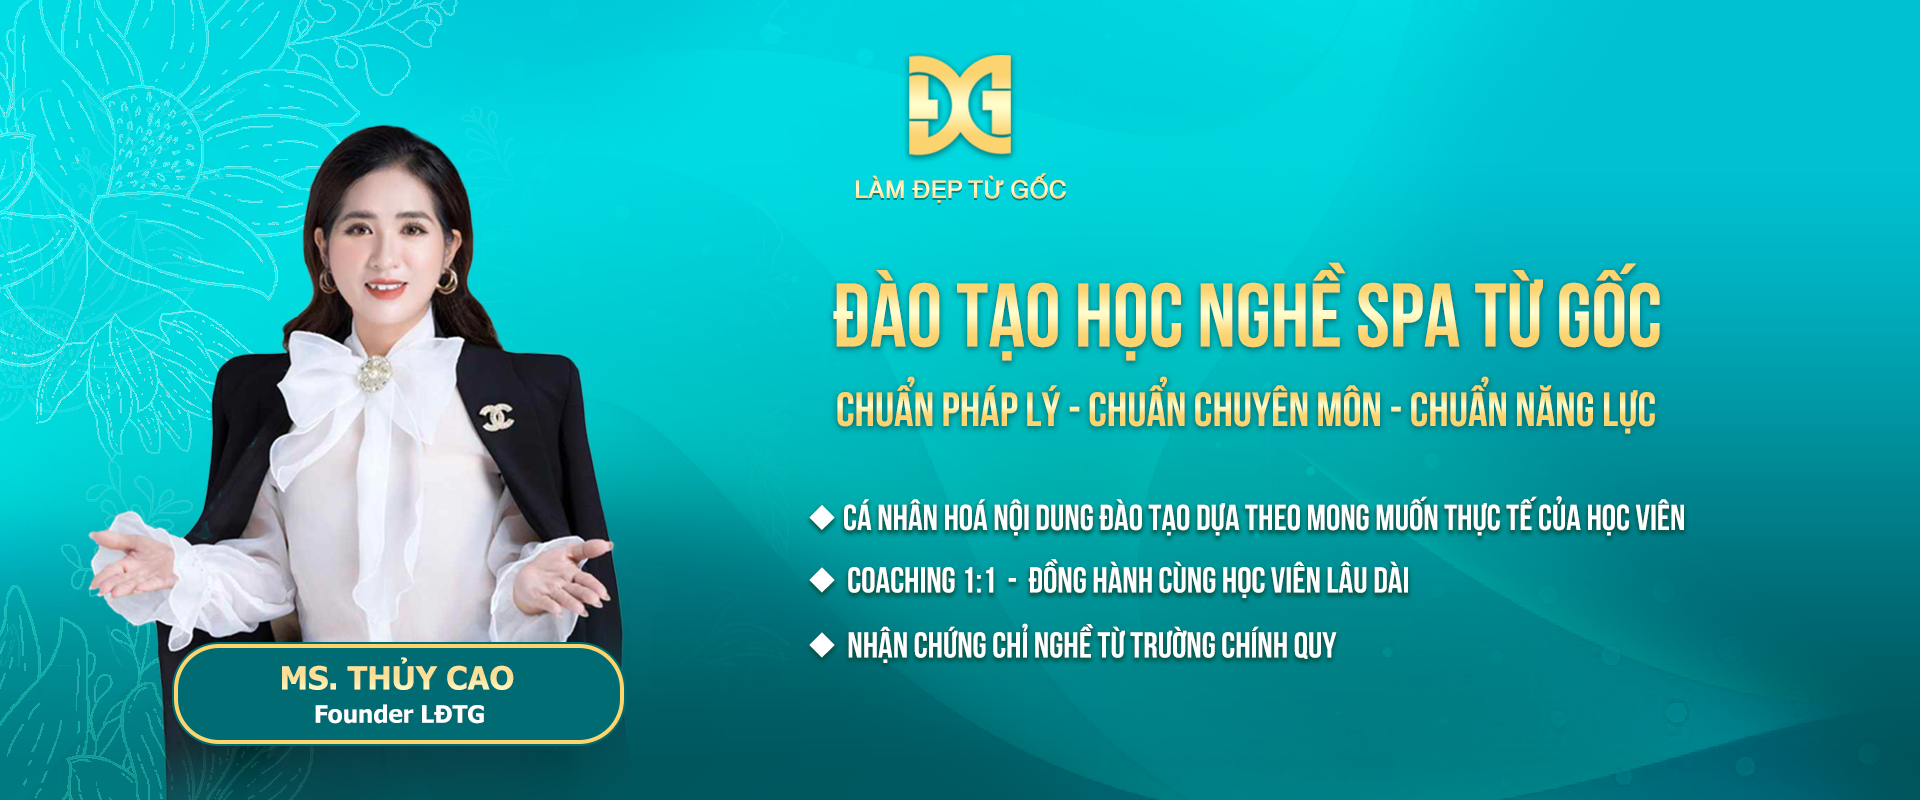 LÀM ĐẸP TỪ GỐC
ĐÀO TẠO HỌC NGHỀ SPA TỪ GỐC
CHUẨN PHÁP LÝ - CHUẨN CHUYÊN MÔN - CHUẨN NĂNG LỰC
CÁ NHÂN HOÁ NỘI DUNG ĐÀO TẠO DỰA THEO MONG MUỐN THỰC TẾ CỦA HỌC VIÊN
COACHING 1:1 - ĐỒNG HÀNH CÙNG HỌC VIÊN LÂU DÀI
NHẬN CHỨNG CHỈ NGHỀ TỪ TRƯỜNG CHÍNH QUY
MS. THỦY CAO
Founder LĐTG